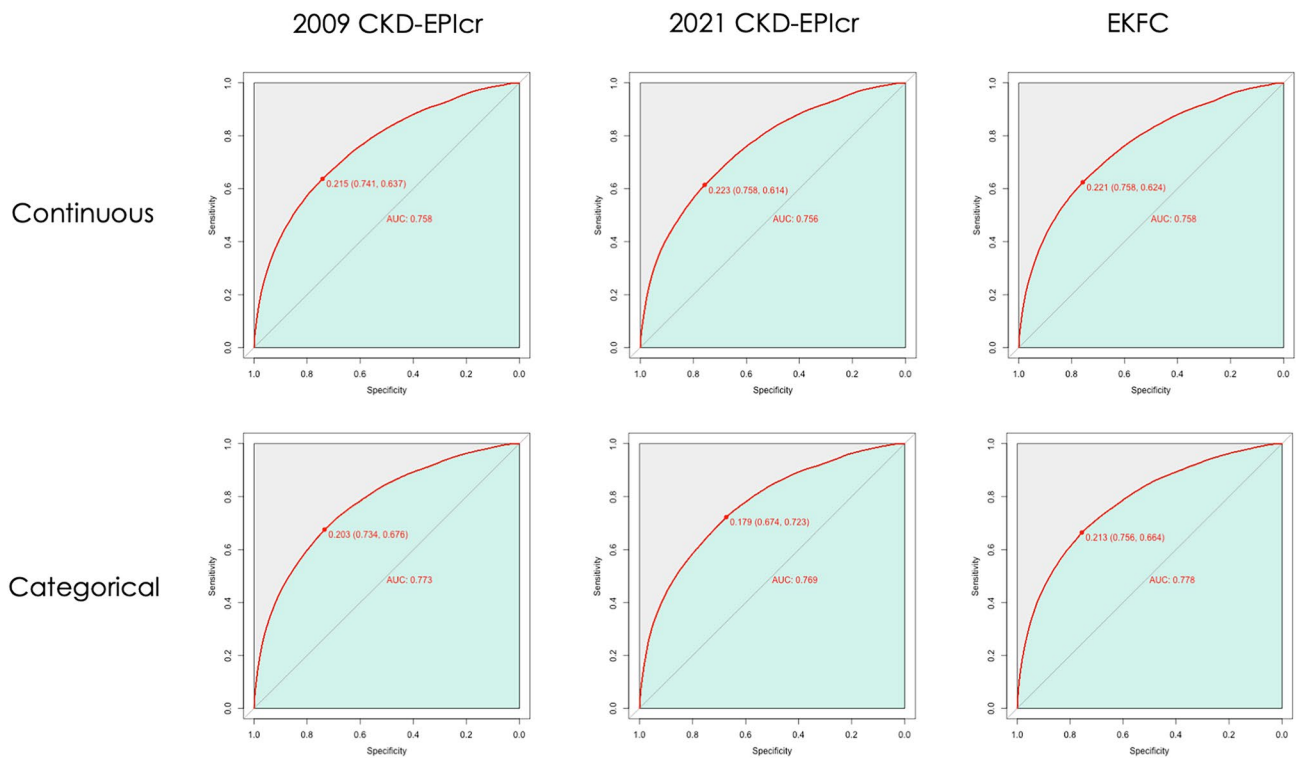 2009 CKD-EPIcr
2021 CKD-EPIcr
EKFC
Continuous
Sensitivity
0.0 0.2 0.4 0.6 0.8 1.0
0.215 (0.741, 0.637)
AUC: 0.758
1.0 0.8 0.6 0.4 0.2 0.0
Specificity
Sensitivity
0.0 0.2 0.4 0.6 0.8 1.0
0.223 (0.758, 0.614)
AUC: 0.756
1.0 0.8 0.6 0.4 0.2 0.0
Specificity
Sensitivity
0.0 0.2 0.4 0.6 0.8 1.0
0.221 (0.758, 0.624)
AUC: 0.758
1.0 0.8 0.6 0.4 0.2 0.0
Specificity
Categorical
Sensitivity
0.0 0.2 0.4 0.6 0.8 1.0
0.203 (0.734, 0.676)
AUC: 0.773
1.0 0.8 0.6 0.4 0.2 0.0
Specificity
Sensitivity
0.0 0.2 0.4 0.6 0.8 1.0
0.179 (0.674, 0.723)
AUC: 0.769
1.0 0.8 0.6 0.4 0.2 0.0
Specificity
Sensitivity
0.0 0.2 0.4 0.6 0.8 1.0
0.213 (0.756, 0.664)
AUC: 0.778
1.0 0.8 0.6 0.4 0.2 0.0
Specificity